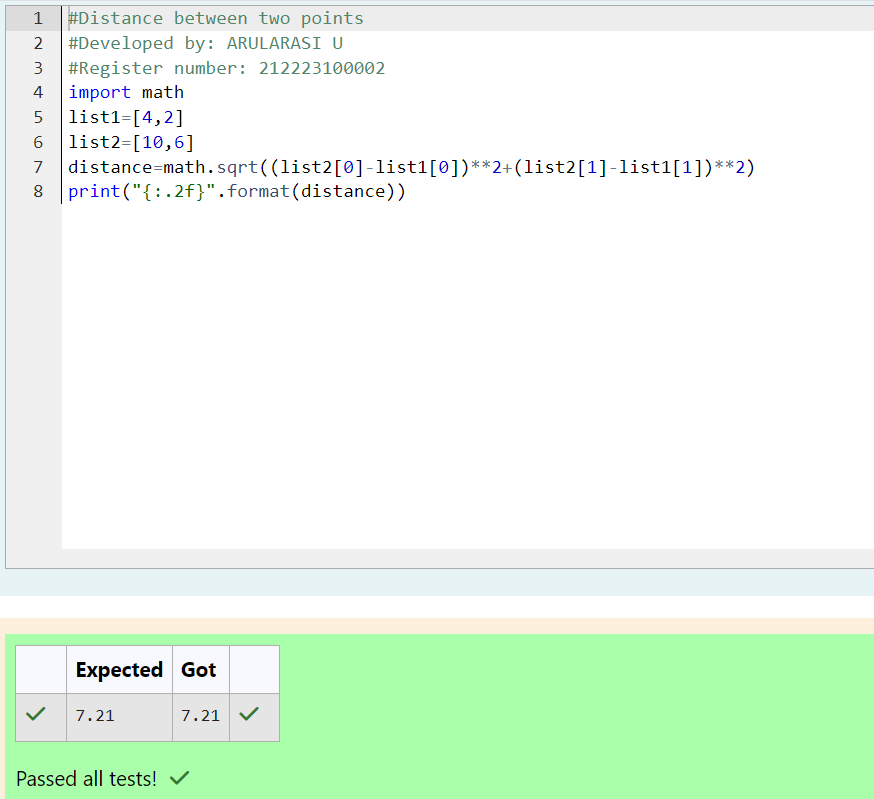 1 #Distance between two points
2 #Developed by: ARULARASI U
3 #Register number: 212223100002
4 import math
5 list1=[4,2]
6 list2=[10,6]
7 distance=math.sqrt((list2[0]-list1[0])**2+(list2[1]-list1[1])**2)
8 print("{:.2f}".format(distance))
Expected Got
7.21 7.21
Passed all tests!